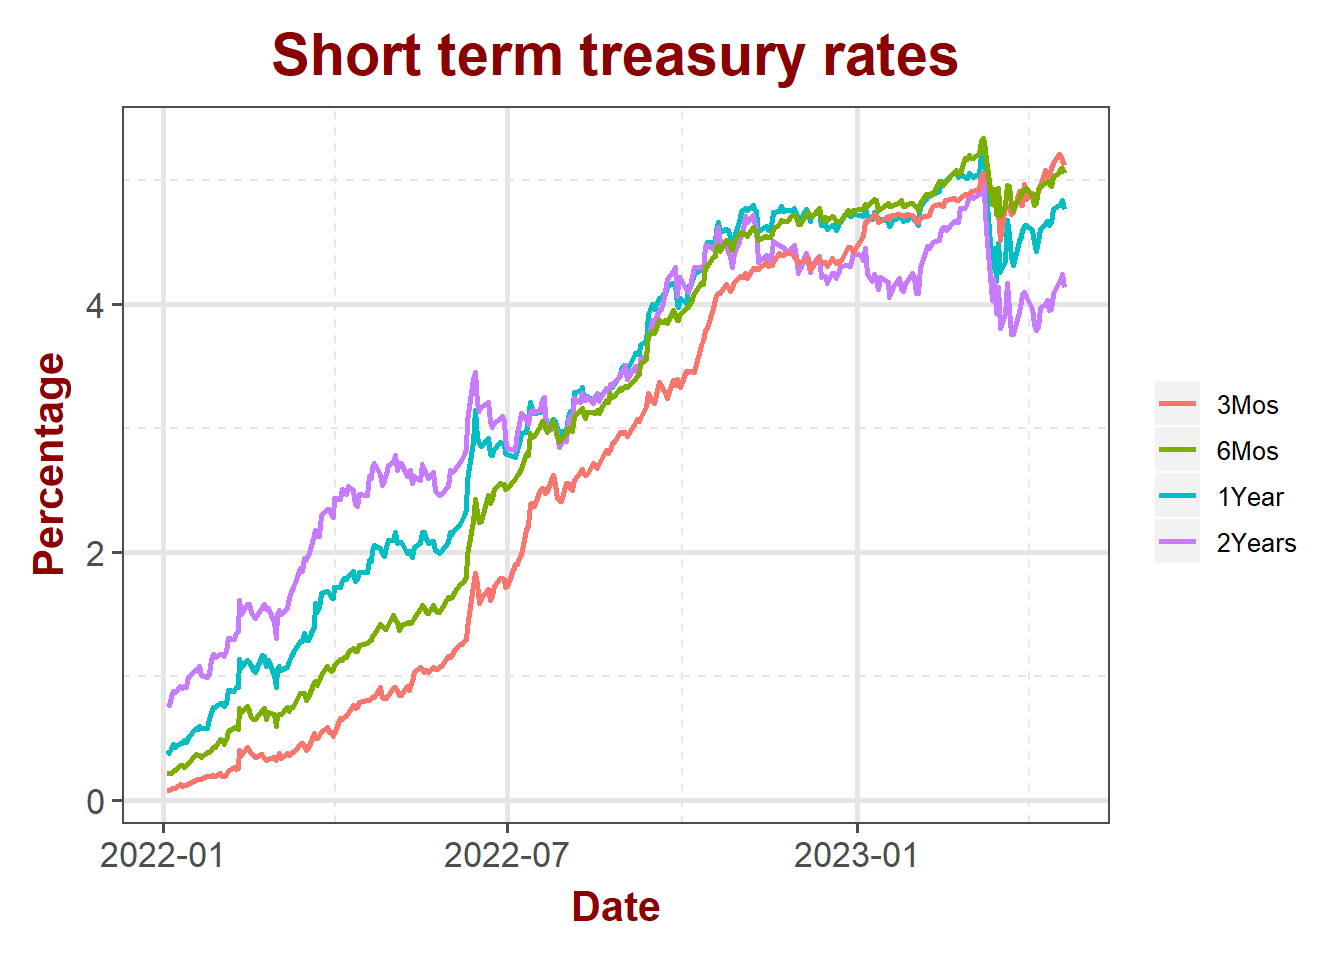 Short term treasury rates
Percentage
4
2
0
2022-01
2022-07
2023-01
Date
3Mos
6Mos
1Year
2Years